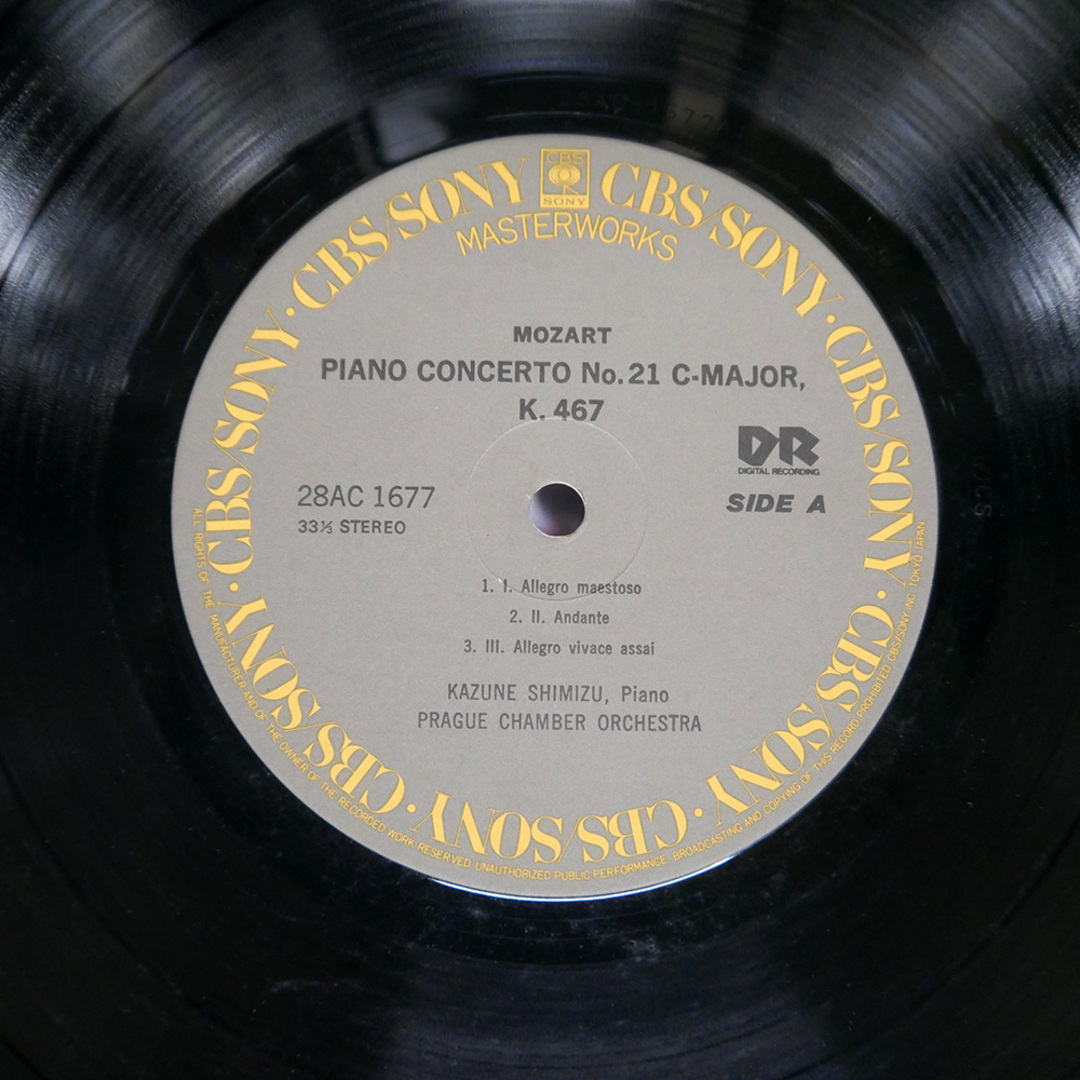 CBS
SONY
CBS/SONY · CBS/SONY · CBS/SONY · CBS/SONY · CBS/SONY · CBS/SONY · CBS/SONY · CBS/SONY · CBS/SONY
MASTERWORKS
MOZART
PIANO CONCERTO No.21 C-MAJOR,
K. 467
DR
DIGITAL RECORDING
28AC 1677
SIDE A
33⅓ STEREO
1. I. Allegro maestoso
2. II. Andante
3. III. Allegro vivace assai
KAZUNE SHIMIZU, Piano
PRAGUE CHAMBER ORCHESTRA
ALL RIGHTS OF THE MANUFACTURER AND OF THE OWNER OF THE RECORDED WORK RESERVED. UNAUTHORIZED PUBLIC PERFORMANCE, BROADCASTING AND COPYING OF THIS RECORD PROHIBITED. CBS/SONY INC. TOKYO JAPAN